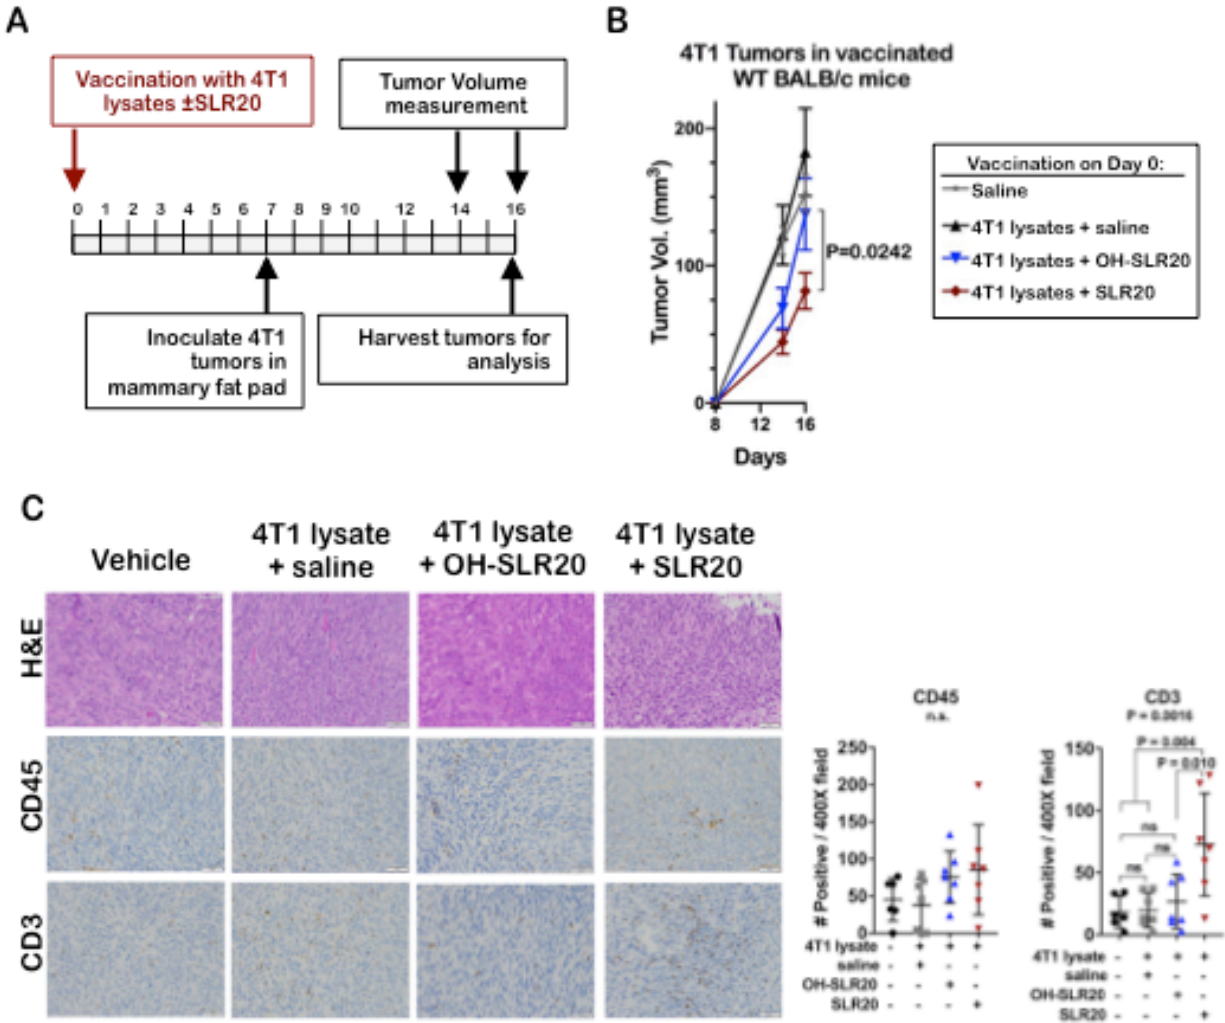 A
Vaccination with 4T1
lysates ±SLR20
Tumor Volume
measurement
0 1 2 3 4 5 6 7 8 9 10 12 14 16
Inoculate 4T1
tumors in
mammary fat pad
Harvest tumors for
analysis
B
4T1 Tumors in vaccinated
WT BALB/c mice
Tumor Vol. (mm³)
200
100
0
8 12 16
Days
P=0.0242
Vaccination on Day 0:
Saline
4T1 lysates + saline
4T1 lysates + OH-SLR20
4T1 lysates + SLR20
C
Vehicle
4T1 lysate
+ saline
4T1 lysate
+ OH-SLR20
4T1 lysate
+ SLR20
H&E
CD45
CD3
CD45
n.s.
# Positive / 400X field
250
200
150
100
50
0
4T1 lysate - + + +
saline - + - -
OH-SLR20 - - + -
SLR20 - - - +
CD3
P = 0.0016
P = 0.004
P = 0.010
ns
ns
ns
# Positive / 400X field
150
100
50
0
4T1 lysate - + + +
saline - + - -
OH-SLR20 - - + -
SLR20 - - - +